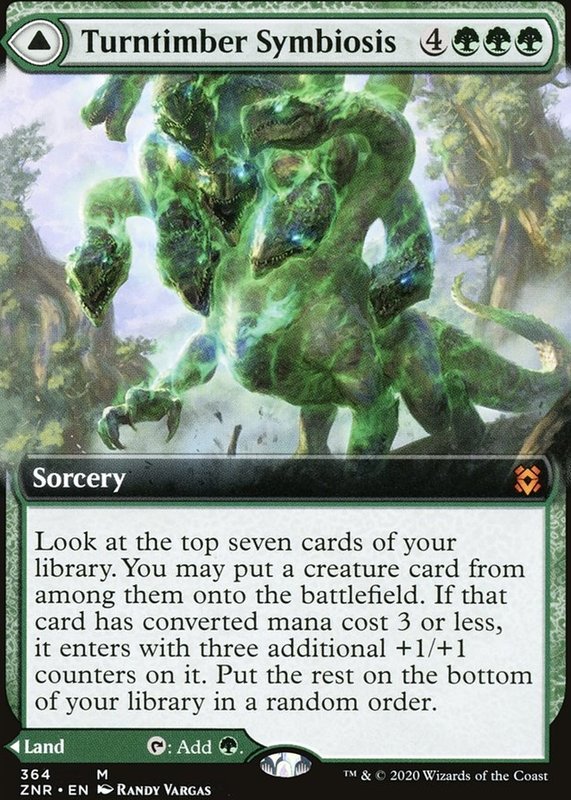 Turntimber Symbiosis 4
Sorcery
Look at the top seven cards of your
library. You may put a creature card from
among them onto the battlefield. If that
card has converted mana cost 3 or less,
it enters with three additional +1/+1
counters on it. Put the rest on the bottom
of your library in a random order.
Land : Add .
364 M
ZNR • EN Randy Vargas ™ & © 2020 Wizards of the Coast